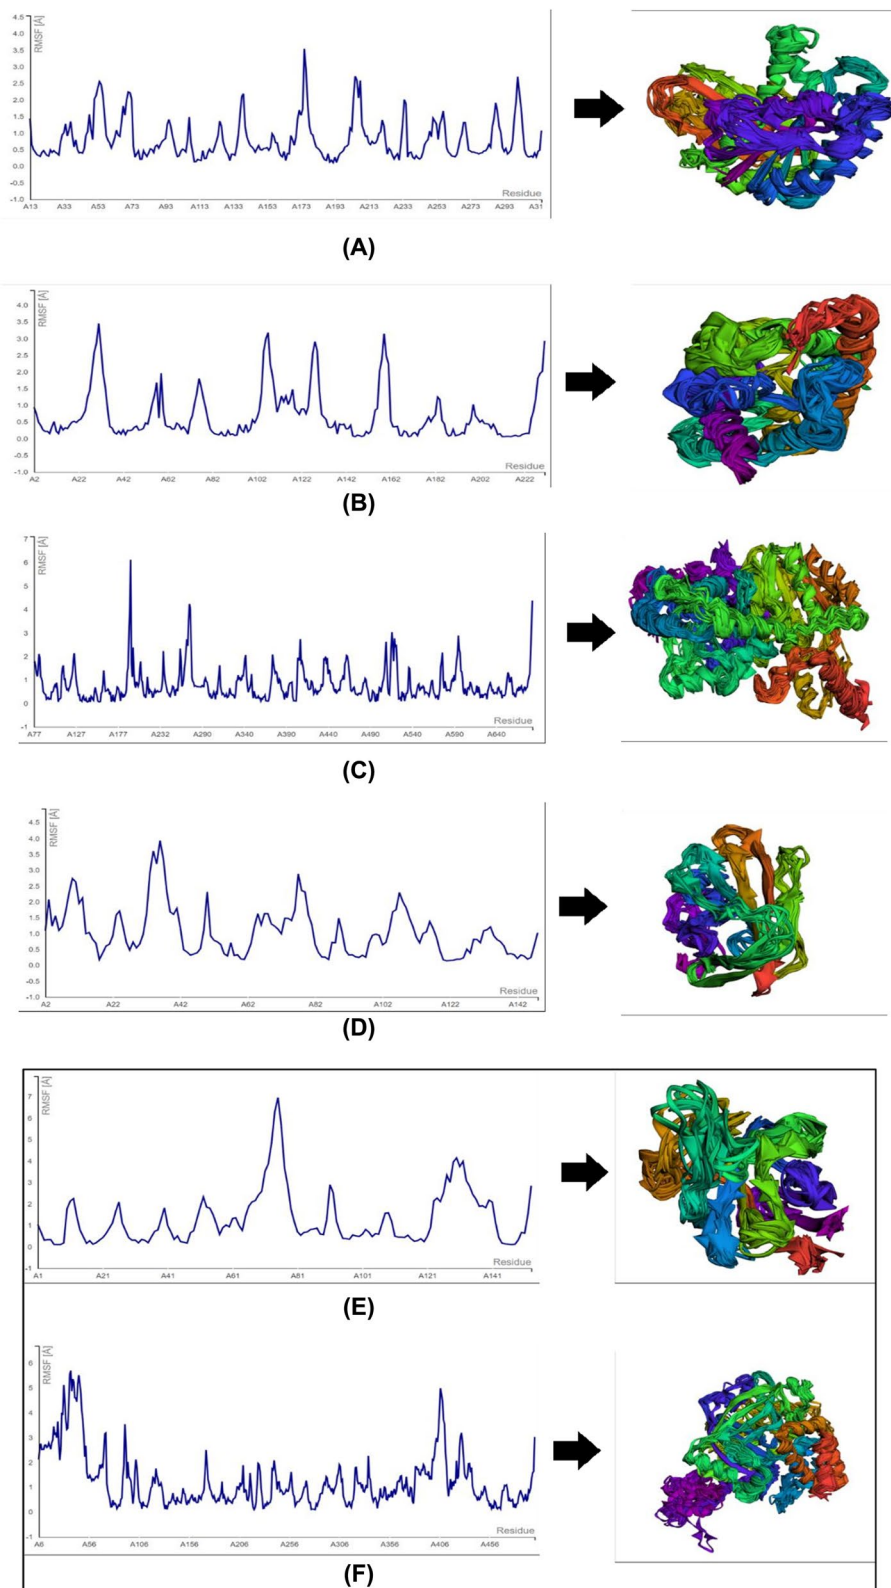 4.5
4.0
3.5
3.0
2.5
2.0
1.5
1.0
0.5
0.0
-0.5
-1.0
RMSF [Å]
Residue
A13 A33 A53 A73 A93 A113 A133 A153 A173 A193 A213 A233 A253 A273 A293 A31
(A)
4.0
3.5
3.0
2.5
2.0
1.5
1.0
0.5
0.0
-0.5
-1.0
RMSF [Å]
Residue
A2 A22 A42 A62 A82 A102 A122 A142 A162 A182 A202 A222
(B)
7
6
5
4
3
2
1
0
-1
RMSF [Å]
Residue
A77 A127 A177 A232 A290 A340 A390 A440 A490 A540 A590 A640
(C)
4.5
4.0
3.5
3.0
2.5
2.0
1.5
1.0
0.5
0.0
-0.5
-1.0
RMSF [Å]
Residue
A2 A22 A42 A62 A82 A102 A122 A142
(D)
7
6
5
4
3
2
1
0
-1
RMSF [Å]
Residue
A1 A21 A41 A61 A81 A101 A121 A141
(E)
6
5
4
3
2
1
0
-1
RMSF [Å]
Residue
A6 A56 A106 A156 A206 A256 A306 A356 A406 A456
(F)